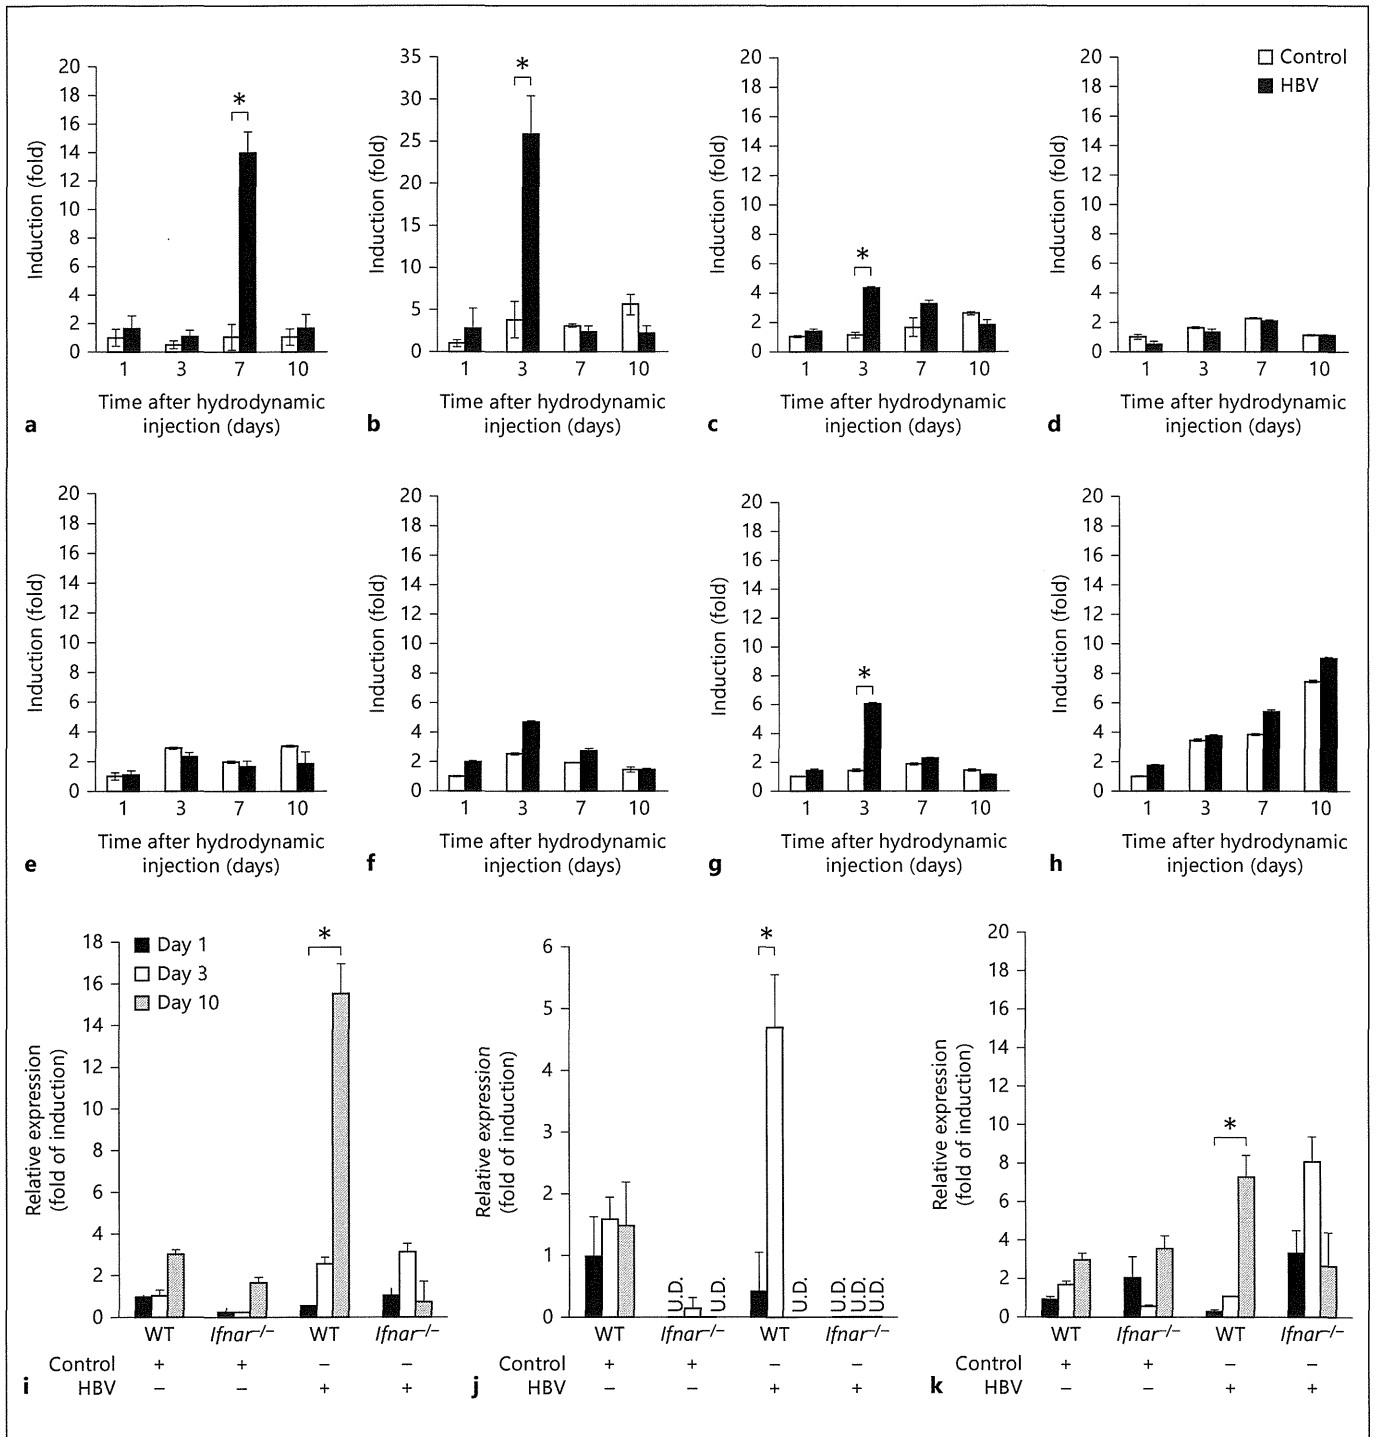 Control
HBV
20
18
16
14
12
10
8
6
4
2
0
Induction (fold)
*
1 3 7 10
Time after hydrodynamic
injection (days)
a
35
30
25
20
15
10
5
0
Induction (fold)
*
1 3 7 10
Time after hydrodynamic
injection (days)
b
20
18
16
14
12
10
8
6
4
2
0
Induction (fold)
*
1 3 7 10
Time after hydrodynamic
injection (days)
c
20
18
16
14
12
10
8
6
4
2
0
Induction (fold)
1 3 7 10
Time after hydrodynamic
injection (days)
d
20
18
16
14
12
10
8
6
4
2
0
Induction (fold)
1 3 7 10
Time after hydrodynamic
injection (days)
e
20
18
16
14
12
10
8
6
4
2
0
Induction (fold)
1 3 7 10
Time after hydrodynamic
injection (days)
f
20
18
16
14
12
10
8
6
4
2
0
Induction (fold)
*
1 3 7 10
Time after hydrodynamic
injection (days)
g
20
18
16
14
12
10
8
6
4
2
0
Induction (fold)
1 3 7 10
Time after hydrodynamic
injection (days)
h
18
16
14
12
10
8
6
4
2
0
Relative expression
(fold of induction)
Day 1
Day 3
Day 10
*
WT Ifnar–/– WT Ifnar–/–
Control + + – –
HBV – – + +
i
6
5
4
3
2
1
0
Relative expression
(fold of induction)
*
U.D. U.D. U.D. U.D. U.D. U.D.
WT Ifnar–/– WT Ifnar–/–
Control + + – –
HBV – – + +
j
20
18
16
14
12
10
8
6
4
2
0
Relative expression
(fold of induction)
*
WT Ifnar–/– WT Ifnar–/–
Control + + – –
HBV – – + +
k